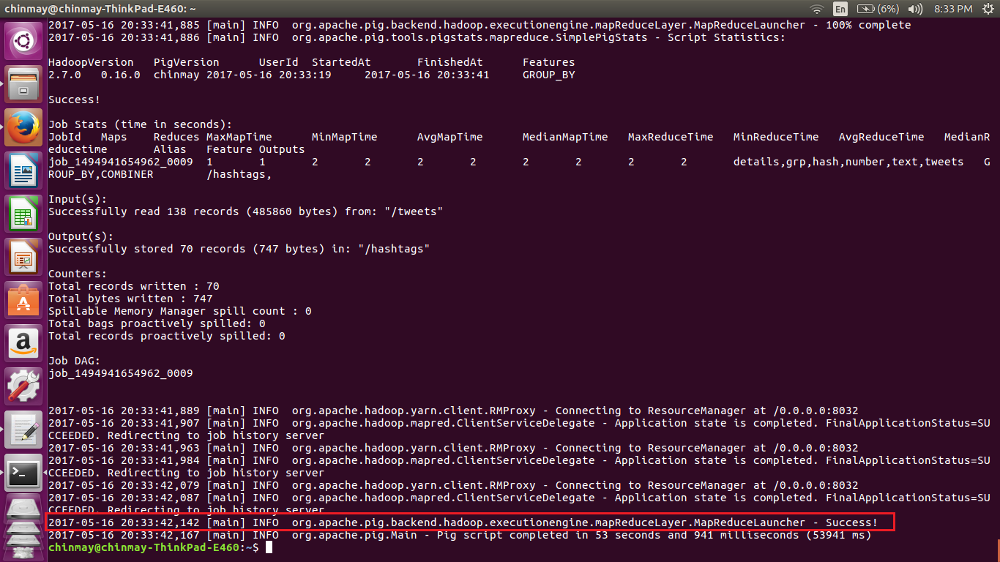 chinmay@chinmay-ThinkPad-E460: ~ En (6%) 8:33 PM
2017-05-16 20:33:41,885 [main] INFO  org.apache.pig.backend.hadoop.executionengine.mapReduceLayer.MapReduceLauncher - 100% complete
2017-05-16 20:33:41,886 [main] INFO  org.apache.pig.tools.pigstats.mapreduce.SimplePigStats - Script Statistics:
HadoopVersion PigVersion UserId StartedAt FinishedAt Features
2.7.0 0.16.0 chinmay 2017-05-16 20:33:19 2017-05-16 20:33:41 GROUP_BY
Success!
Job Stats (time in seconds):
JobId Maps Reduces MaxMapTime MinMapTime AvgMapTime MedianMapTime MaxReduceTime MinReduceTime AvgReduceTime MedianR
educetime Alias Feature Outputs
job_1494941654962_0009 1 1 2 2 2 2 2 2 2 2 details,grp,hash,number,text,tweets G
ROUP_BY,COMBINER /hashtags,
Input(s):
Successfully read 138 records (485860 bytes) from: "/tweets"
Output(s):
Successfully stored 70 records (747 bytes) in: "/hashtags"
Counters:
Total records written : 70
Total bytes written : 747
Spillable Memory Manager spill count : 0
Total bags proactively spilled: 0
Total records proactively spilled: 0
Job DAG:
job_1494941654962_0009
2017-05-16 20:33:41,889 [main] INFO  org.apache.hadoop.yarn.client.RMProxy - Connecting to ResourceManager at /0.0.0.0:8032
2017-05-16 20:33:41,907 [main] INFO  org.apache.hadoop.mapred.ClientServiceDelegate - Application state is completed. FinalApplicationStatus=SU
CCEEDED. Redirecting to job history server
2017-05-16 20:33:41,963 [main] INFO  org.apache.hadoop.yarn.client.RMProxy - Connecting to ResourceManager at /0.0.0.0:8032
2017-05-16 20:33:41,984 [main] INFO  org.apache.hadoop.mapred.ClientServiceDelegate - Application state is completed. FinalApplicationStatus=SU
CCEEDED. Redirecting to job history server
2017-05-16 20:33:42,079 [main] INFO  org.apache.hadoop.yarn.client.RMProxy - Connecting to ResourceManager at /0.0.0.0:8032
2017-05-16 20:33:42,087 [main] INFO  org.apache.hadoop.mapred.ClientServiceDelegate - Application state is completed. FinalApplicationStatus=SU
CCEEDED. Redirecting to job history server
2017-05-16 20:33:42,142 [main] INFO  org.apache.pig.backend.hadoop.executionengine.mapReduceLayer.MapReduceLauncher - Success!
2017-05-16 20:33:42,167 [main] INFO  org.apache.pig.Main - Pig script completed in 53 seconds and 941 milliseconds (53941 ms)
chinmay@chinmay-ThinkPad-E460:~$